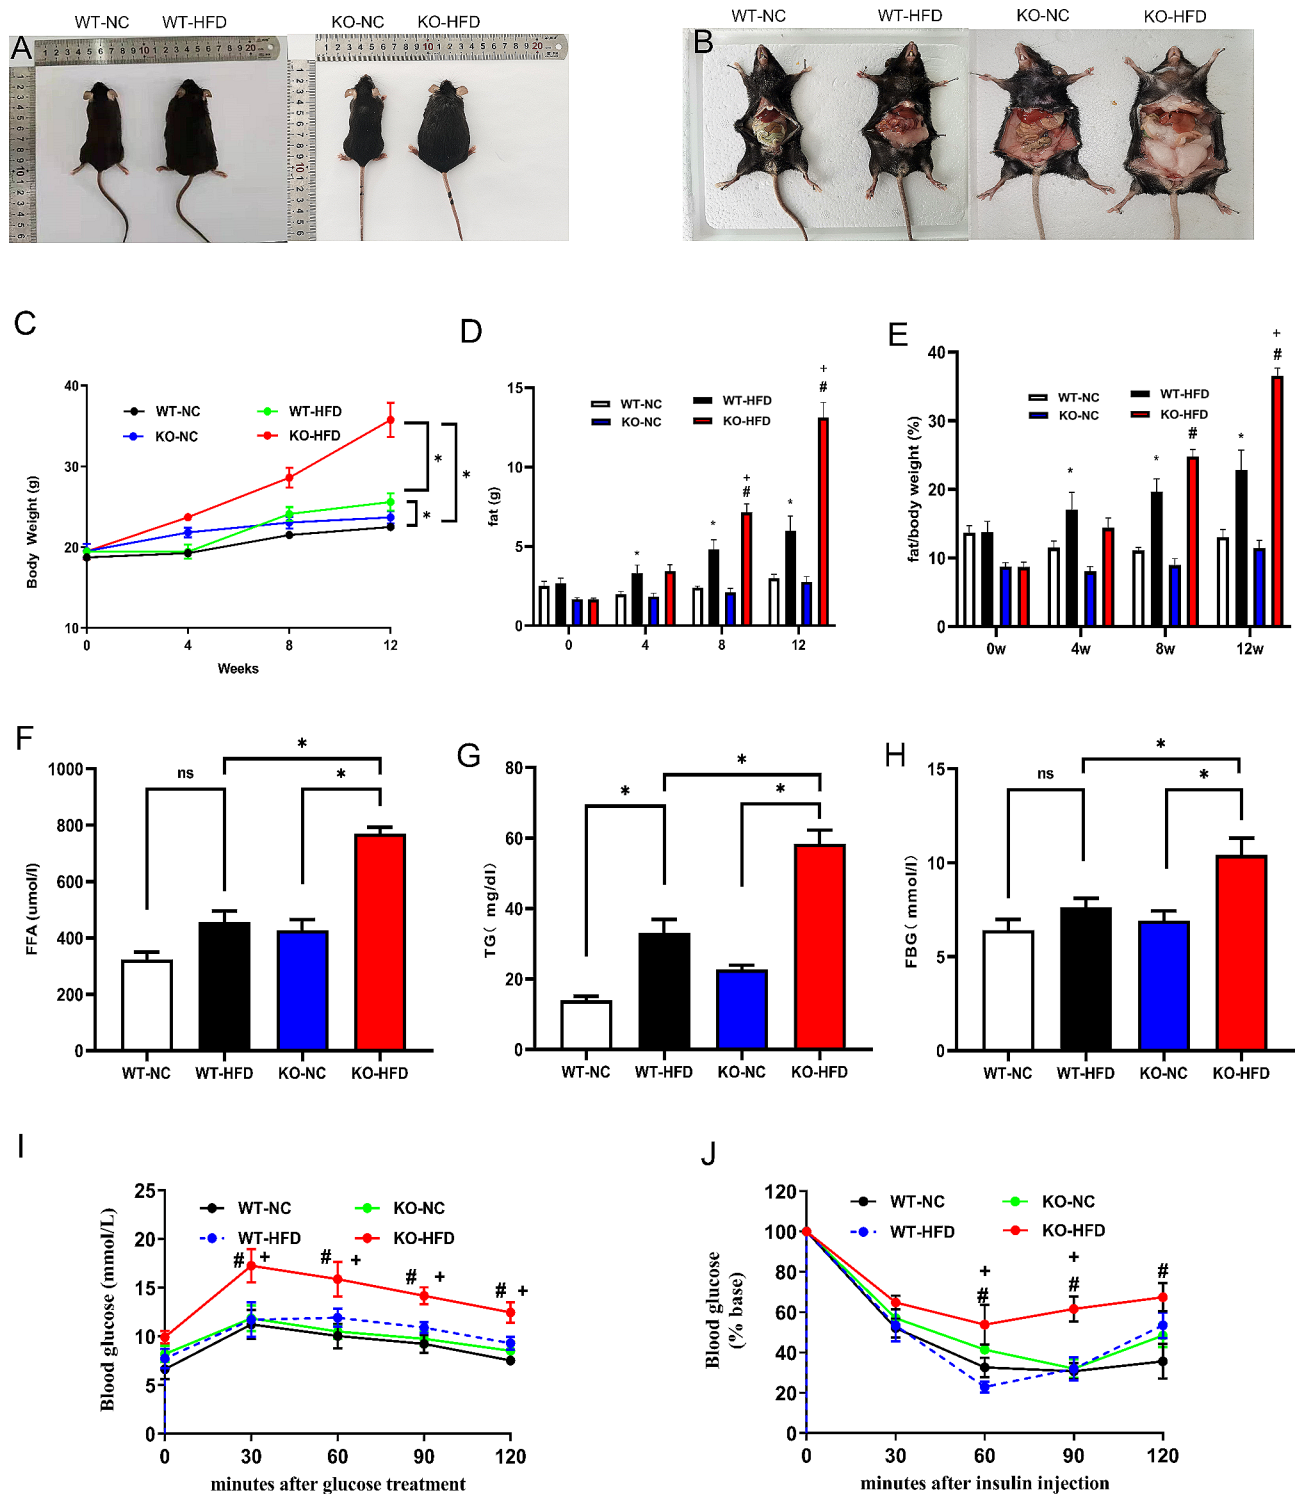 WT-NC WT-HFD KO-NC KO-HFD
A
WT-NC WT-HFD KO-NC KO-HFD
B
C
Body Weight (g)
40
30
20
10
WT-NC WT-HFD
KO-NC KO-HFD
*
*
*
0 4 8 12
Weeks
D
fat (g)
15
10
5
0
WT-NC WT-HFD
KO-NC KO-HFD
*
*
+
#
*
+
#
0 4 8 12
E
fat/body weight (%)
40
30
20
10
0
WT-NC WT-HFD
KO-NC KO-HFD
*
*
#
*
+
#
0w 4w 8w 12w
F
FFA (umol/l)
1000
800
600
400
200
0
ns
*
*
WT-NC WT-HFD KO-NC KO-HFD
G
TG( mg/dl)
80
60
40
20
0
*
*
*
WT-NC WT-HFD KO-NC KO-HFD
H
FBG( mmol/l)
15
10
5
0
ns
*
*
WT-NC WT-HFD KO-NC KO-HFD
I
Blood glucose (mmol/L)
25
20
15
10
5
0
WT-NC KO-NC
WT-HFD KO-HFD
# +
# +
# +
# +
0 30 60 90 120
minutes after glucose treatment
J
Blood glucose
(% base)
120
100
80
60
40
20
0
WT-NC KO-NC
WT-HFD KO-HFD
+
#
+
#
#
0 30 60 90 120
minutes after insulin injection